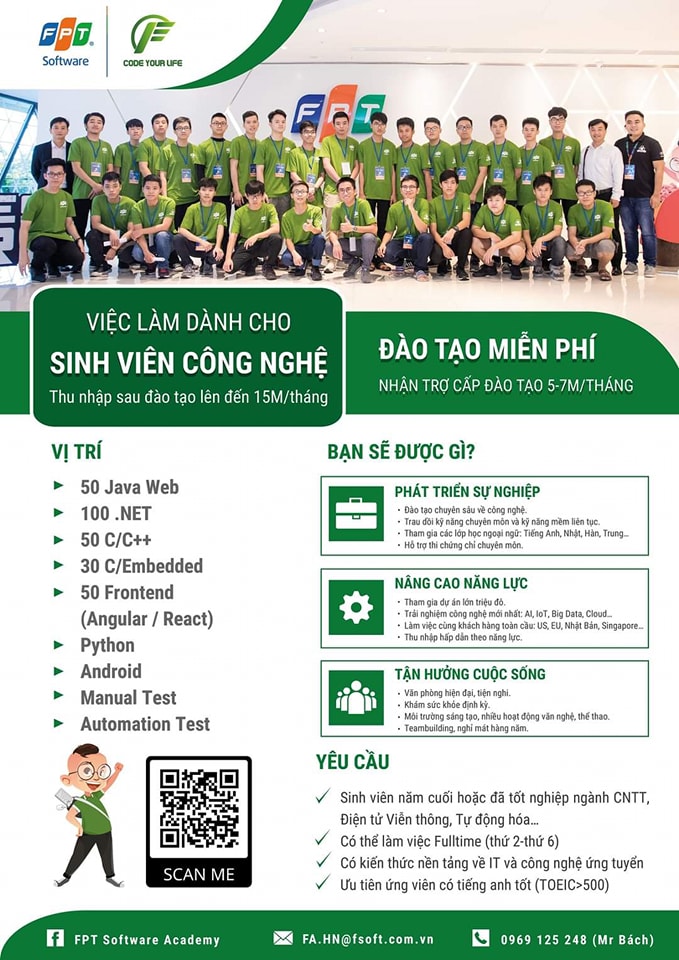 FPT
Software
CODE YOUR LIFE
FPT
VIỆC LÀM DÀNH CHO
SINH VIÊN CÔNG NGHỆ
Thu nhập sau đào tạo lên đến 15M/tháng
ĐÀO TẠO MIỄN PHÍ
NHẬN TRỢ CẤP ĐÀO TẠO 5-7M/THÁNG
VỊ TRÍ
50 Java Web
100 .NET
50 C/C++
30 C/Embedded
50 Frontend
(Angular / React)
Python
Android
Manual Test
Automation Test
SCAN ME
BẠN SẼ ĐƯỢC GÌ?
PHÁT TRIỂN SỰ NGHIỆP
• Đào tạo chuyên sâu về công nghệ.
• Trau dồi kỹ năng chuyên môn và kỹ năng mềm liên tục.
• Tham gia các lớp học ngoại ngữ: Tiếng Anh, Nhật, Hàn, Trung...
• Hỗ trợ thi chứng chỉ chuyên môn.
NÂNG CAO NĂNG LỰC
• Tham gia dự án lớn triệu đô.
• Trải nghiệm công nghệ mới nhất: AI, IoT, Big Data, Cloud...
• Làm việc cùng khách hàng toàn cầu: US, EU, Nhật Bản, Singapore...
• Thu nhập hấp dẫn theo năng lực.
TẬN HƯỞNG CUỘC SỐNG
• Văn phòng hiện đại, tiện nghi.
• Khám sức khỏe định kỳ.
• Môi trường sáng tạo, nhiều hoạt động văn nghệ, thể thao.
• Teambuilding, nghỉ mát hàng năm.
YÊU CẦU
Sinh viên năm cuối hoặc đã tốt nghiệp ngành CNTT,
Điện tử Viễn thông, Tự động hóa...
Có thể làm việc Fulltime (thứ 2-thứ 6)
Có kiến thức nền tảng về IT và công nghệ ứng tuyển
Ưu tiên ứng viên có tiếng anh tốt (TOEIC>500)
FPT Software Academy
FA.HN@fsoft.com.vn
0969 125 248 (Mr Bách)